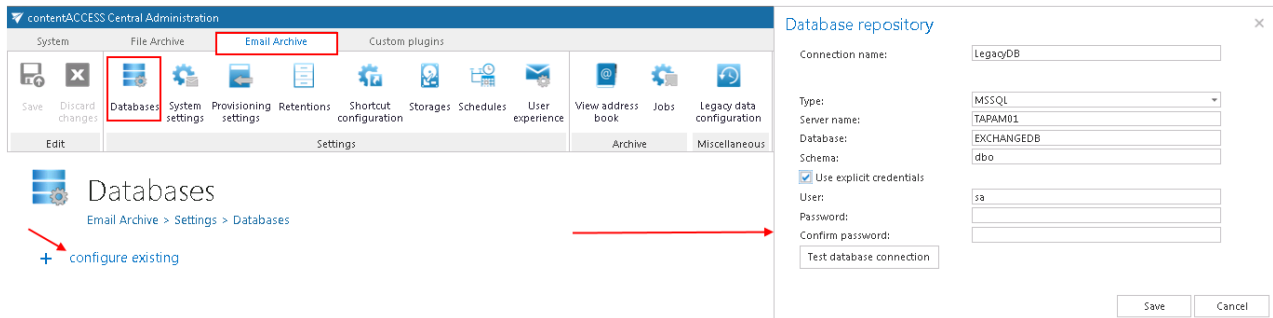 contentACCESS Central Administration
System File Archive Email Archive Custom plugins
Save Discard changes Databases System settings Provisioning settings Retentions Shortcut configuration Storages Schedules User experience View address book Jobs Legacy data configuration
Edit Settings Archive Miscellaneous
Databases
Email Archive > Settings > Databases
+ configure existing
Database repository
Connection name: LegacyDB
Type: MSSQL
Server name: TAPAM01
Database: EXCHANGEDB
Schema: dbo
Use explicit credentials
User: sa
Password:
Confirm password:
Test database connection
Save Cancel